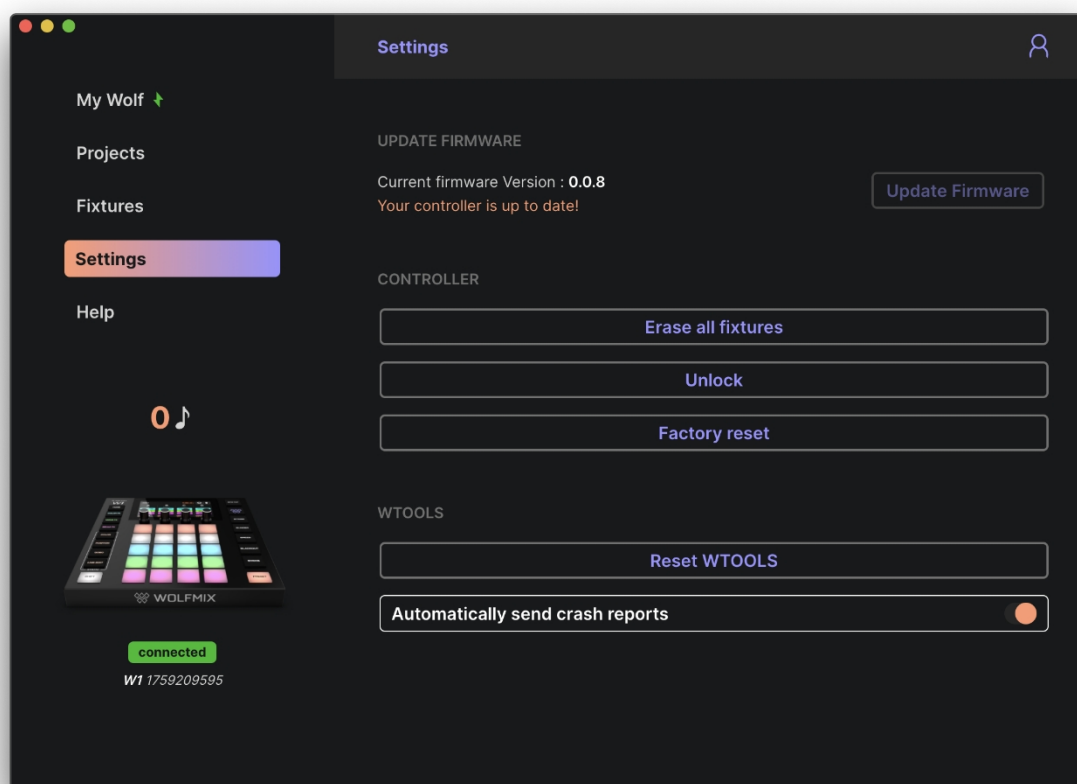 Settings
My Wolf
Projects
Fixtures
Settings
Help
0
WOLFMIX
connected
W1 1759209595
UPDATE FIRMWARE
Current firmware Version : 0.0.8
Your controller is up to date!
Update Firmware
CONTROLLER
Erase all fixtures
Unlock
Factory reset
WTOOLS
Reset WTOOLS
Automatically send crash reports